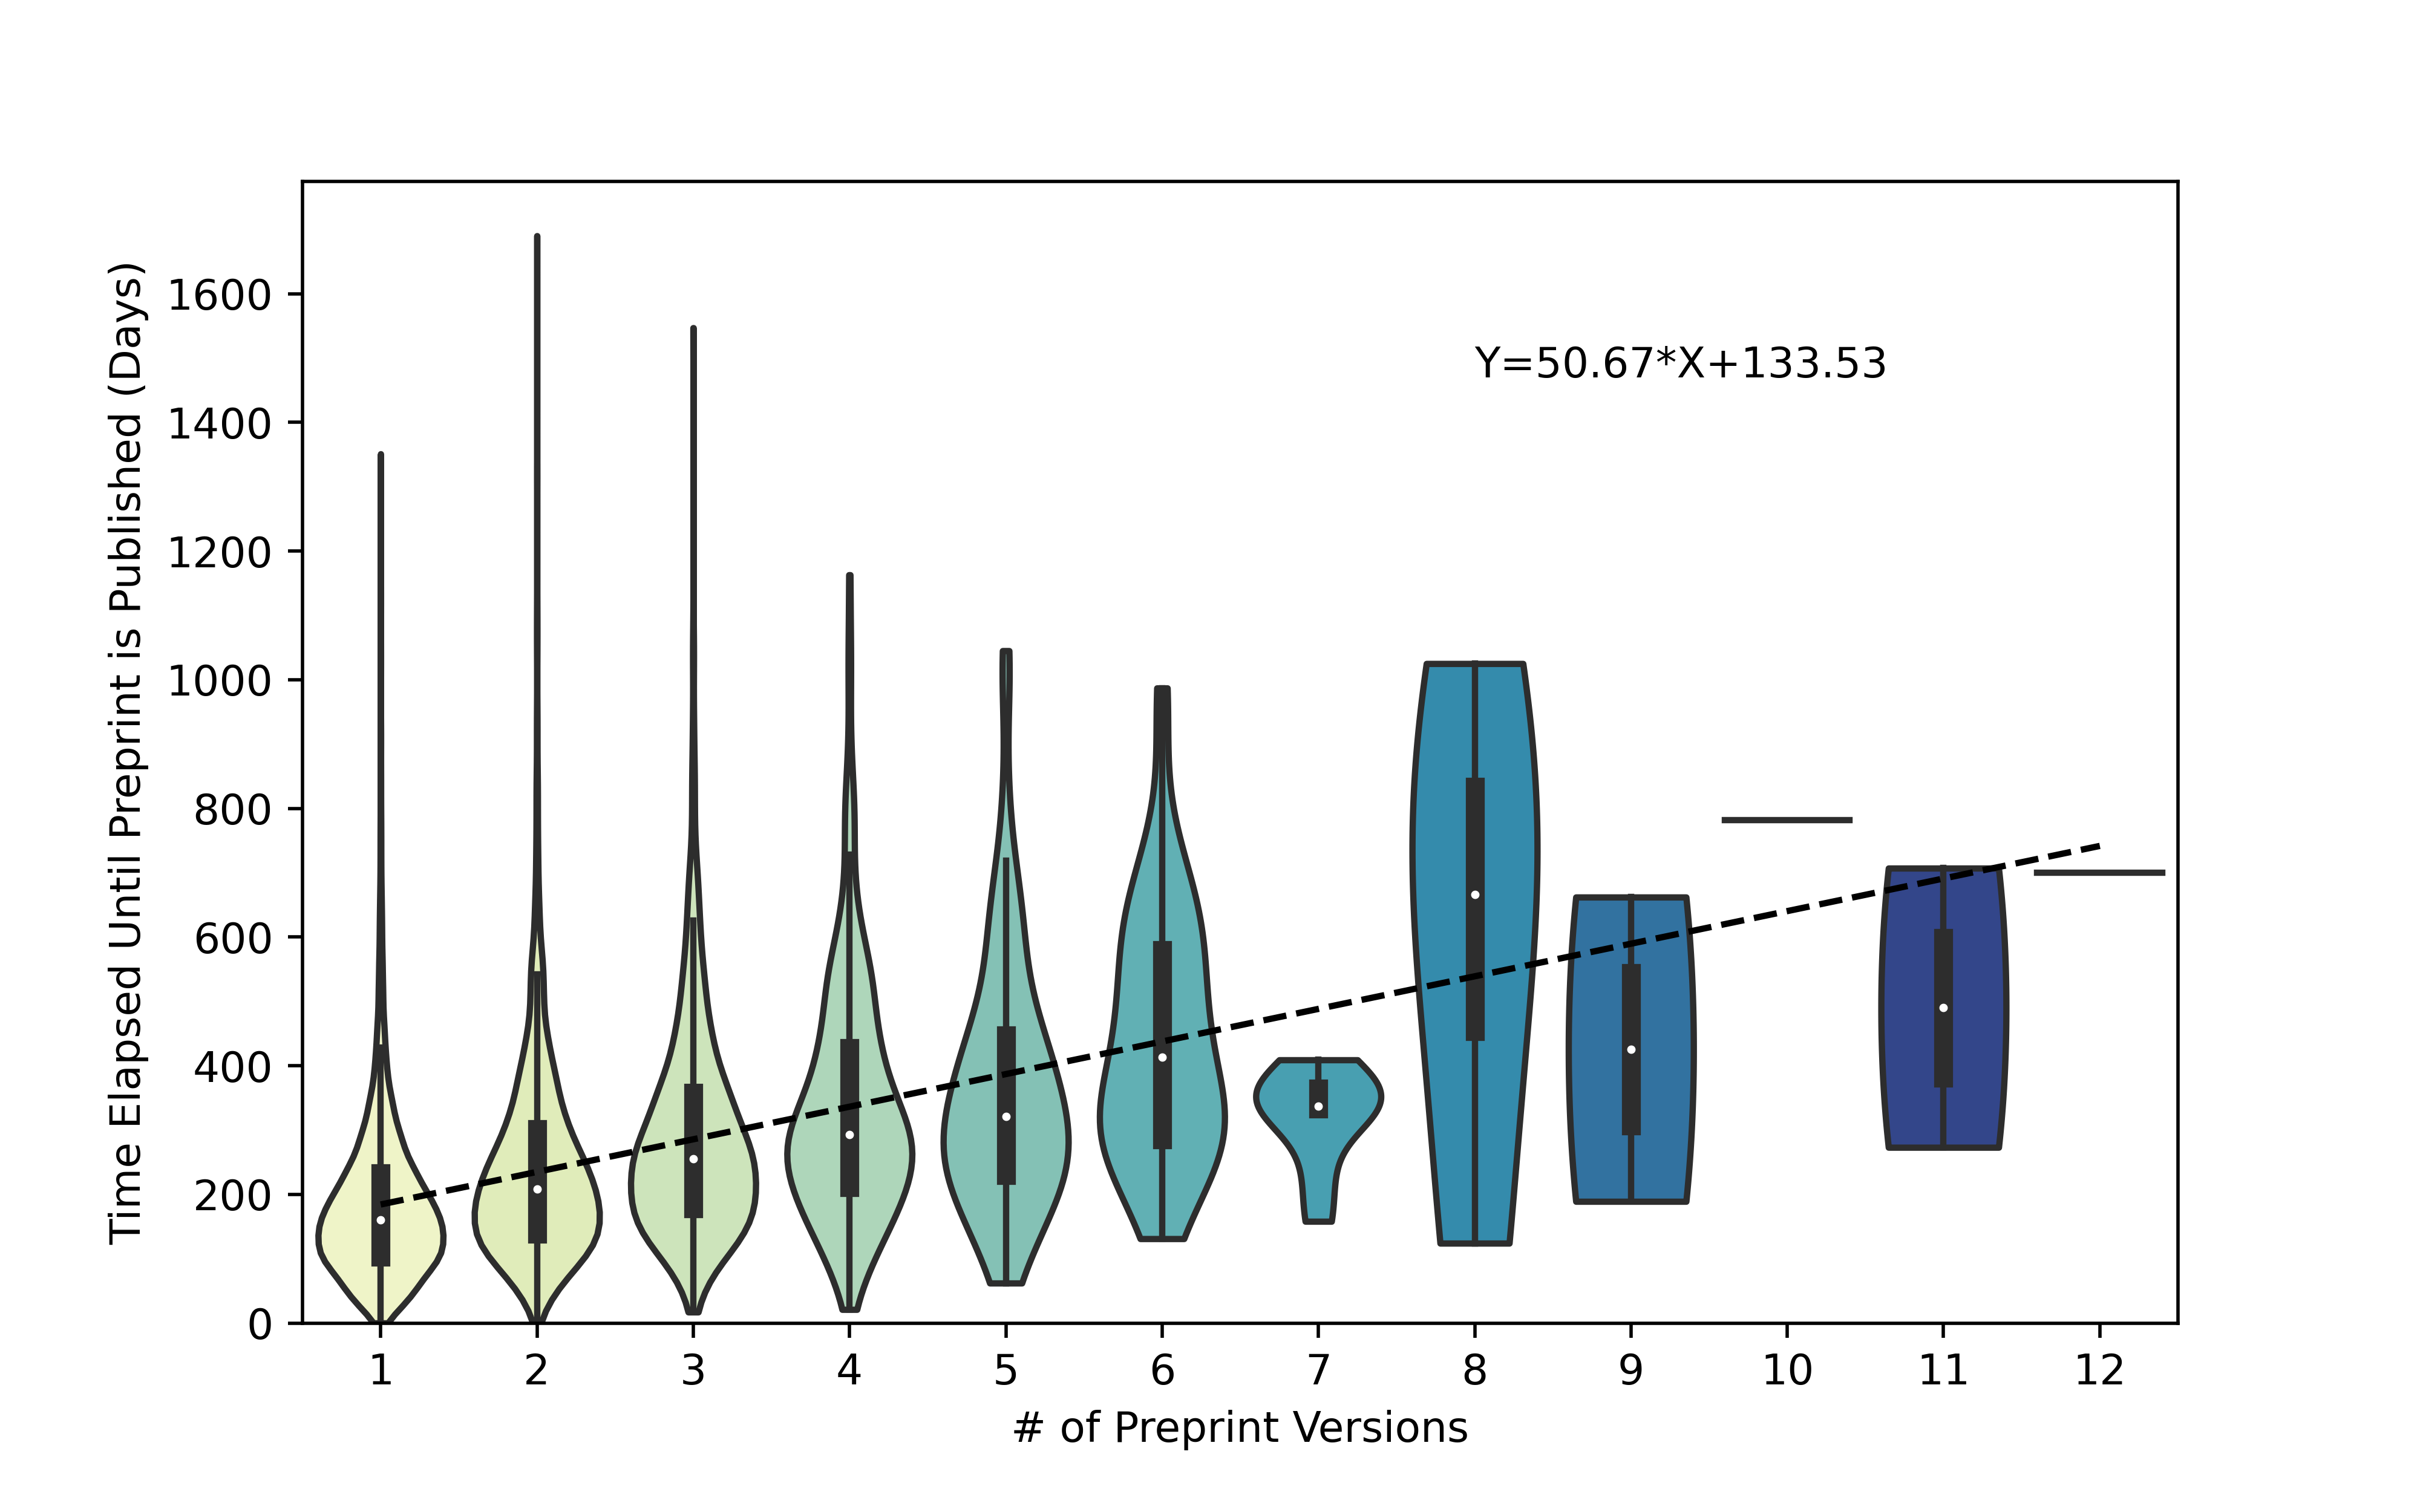 Time Elapsed Until Preprint is Published (Days)
1600
1400
1200
1000
800
600
400
200
0
Y=50.67*X+133.53
1 2 3 4 5 6 7 8 9 10 11 12
# of Preprint Versions